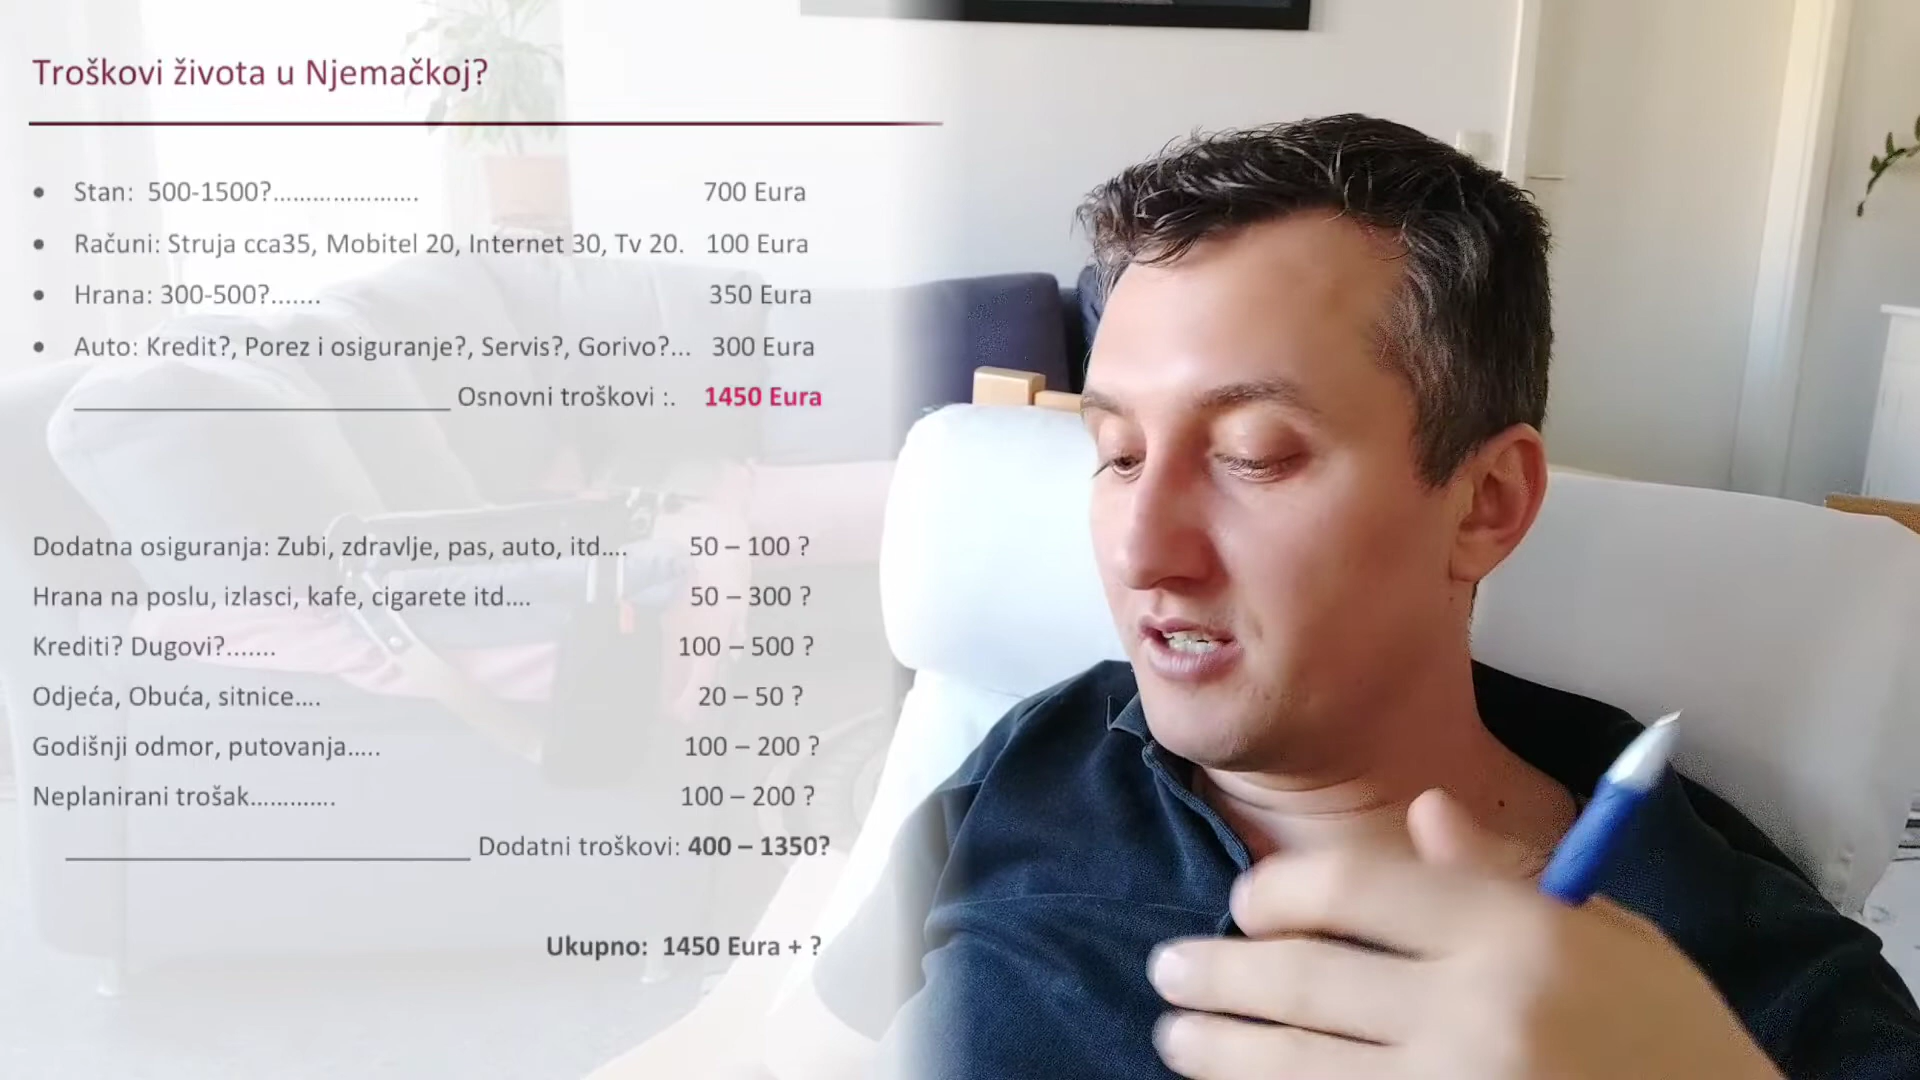 Troškovi života u Njemačkoj?
• Stan: 500-1500?..................... 700 Eura
• Računi: Struja cca35, Mobitel 20, Internet 30, Tv 20. 100 Eura
• Hrana: 300-500?....... 350 Eura
• Auto: Kredit?, Porez i osiguranje?, Servis?, Gorivo?... 300 Eura
Osnovni troškovi :. 1450 Eura
Dodatna osiguranja: Zubi, zdravlje, pas, auto, itd.... 50 – 100 ?
Hrana na poslu, izlasci, kafe, cigarete itd.... 50 – 300 ?
Krediti? Dugovi?....... 100 – 500 ?
Odjeća, Obuća, sitnice.... 20 – 50 ?
Godišnji odmor, putovanja..... 100 – 200 ?
Neplanirani trošak............. 100 – 200 ?
Dodatni troškovi: 400 – 1350?
Ukupno: 1450 Eura + ?